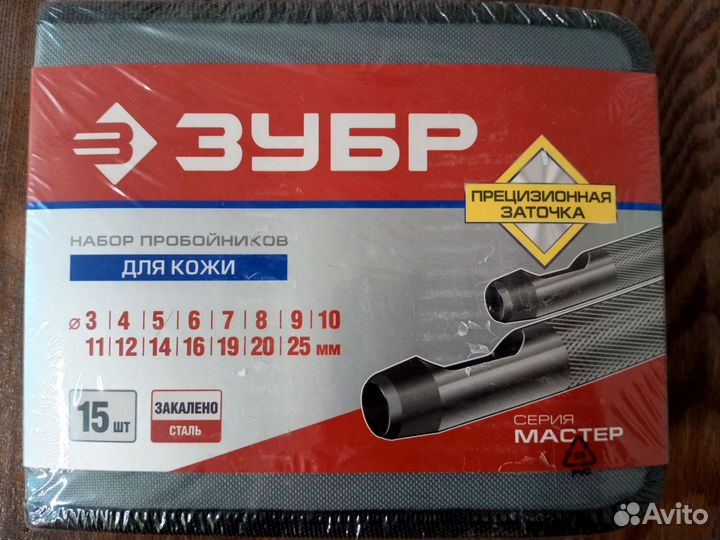 ЗУБР
ПРЕЦИЗИОННАЯ
ЗАТОЧКА
НАБОР ПРОБОЙНИКОВ
ДЛЯ КОЖИ
⌀ 3 | 4 | 5 | 6 | 7 | 8 | 9 | 10
11 | 12 | 14 | 16 | 19 | 20 | 25 мм
15 шт
ЗАКАЛЕНО
СТАЛЬ
СЕРИЯ
МАСТЕР
PVC
Avito